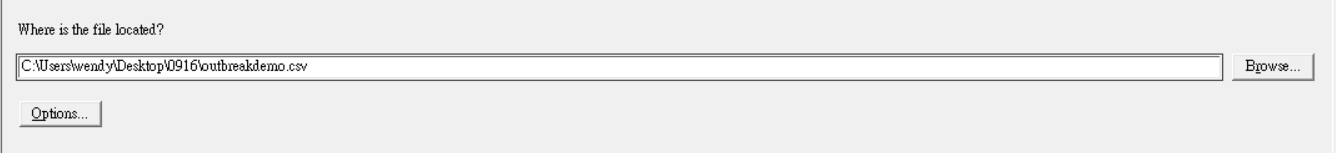 Where is the file located?
C:\Users\wendy\Desktop\0916\outbreakdemo.csv
Browse...
Options...